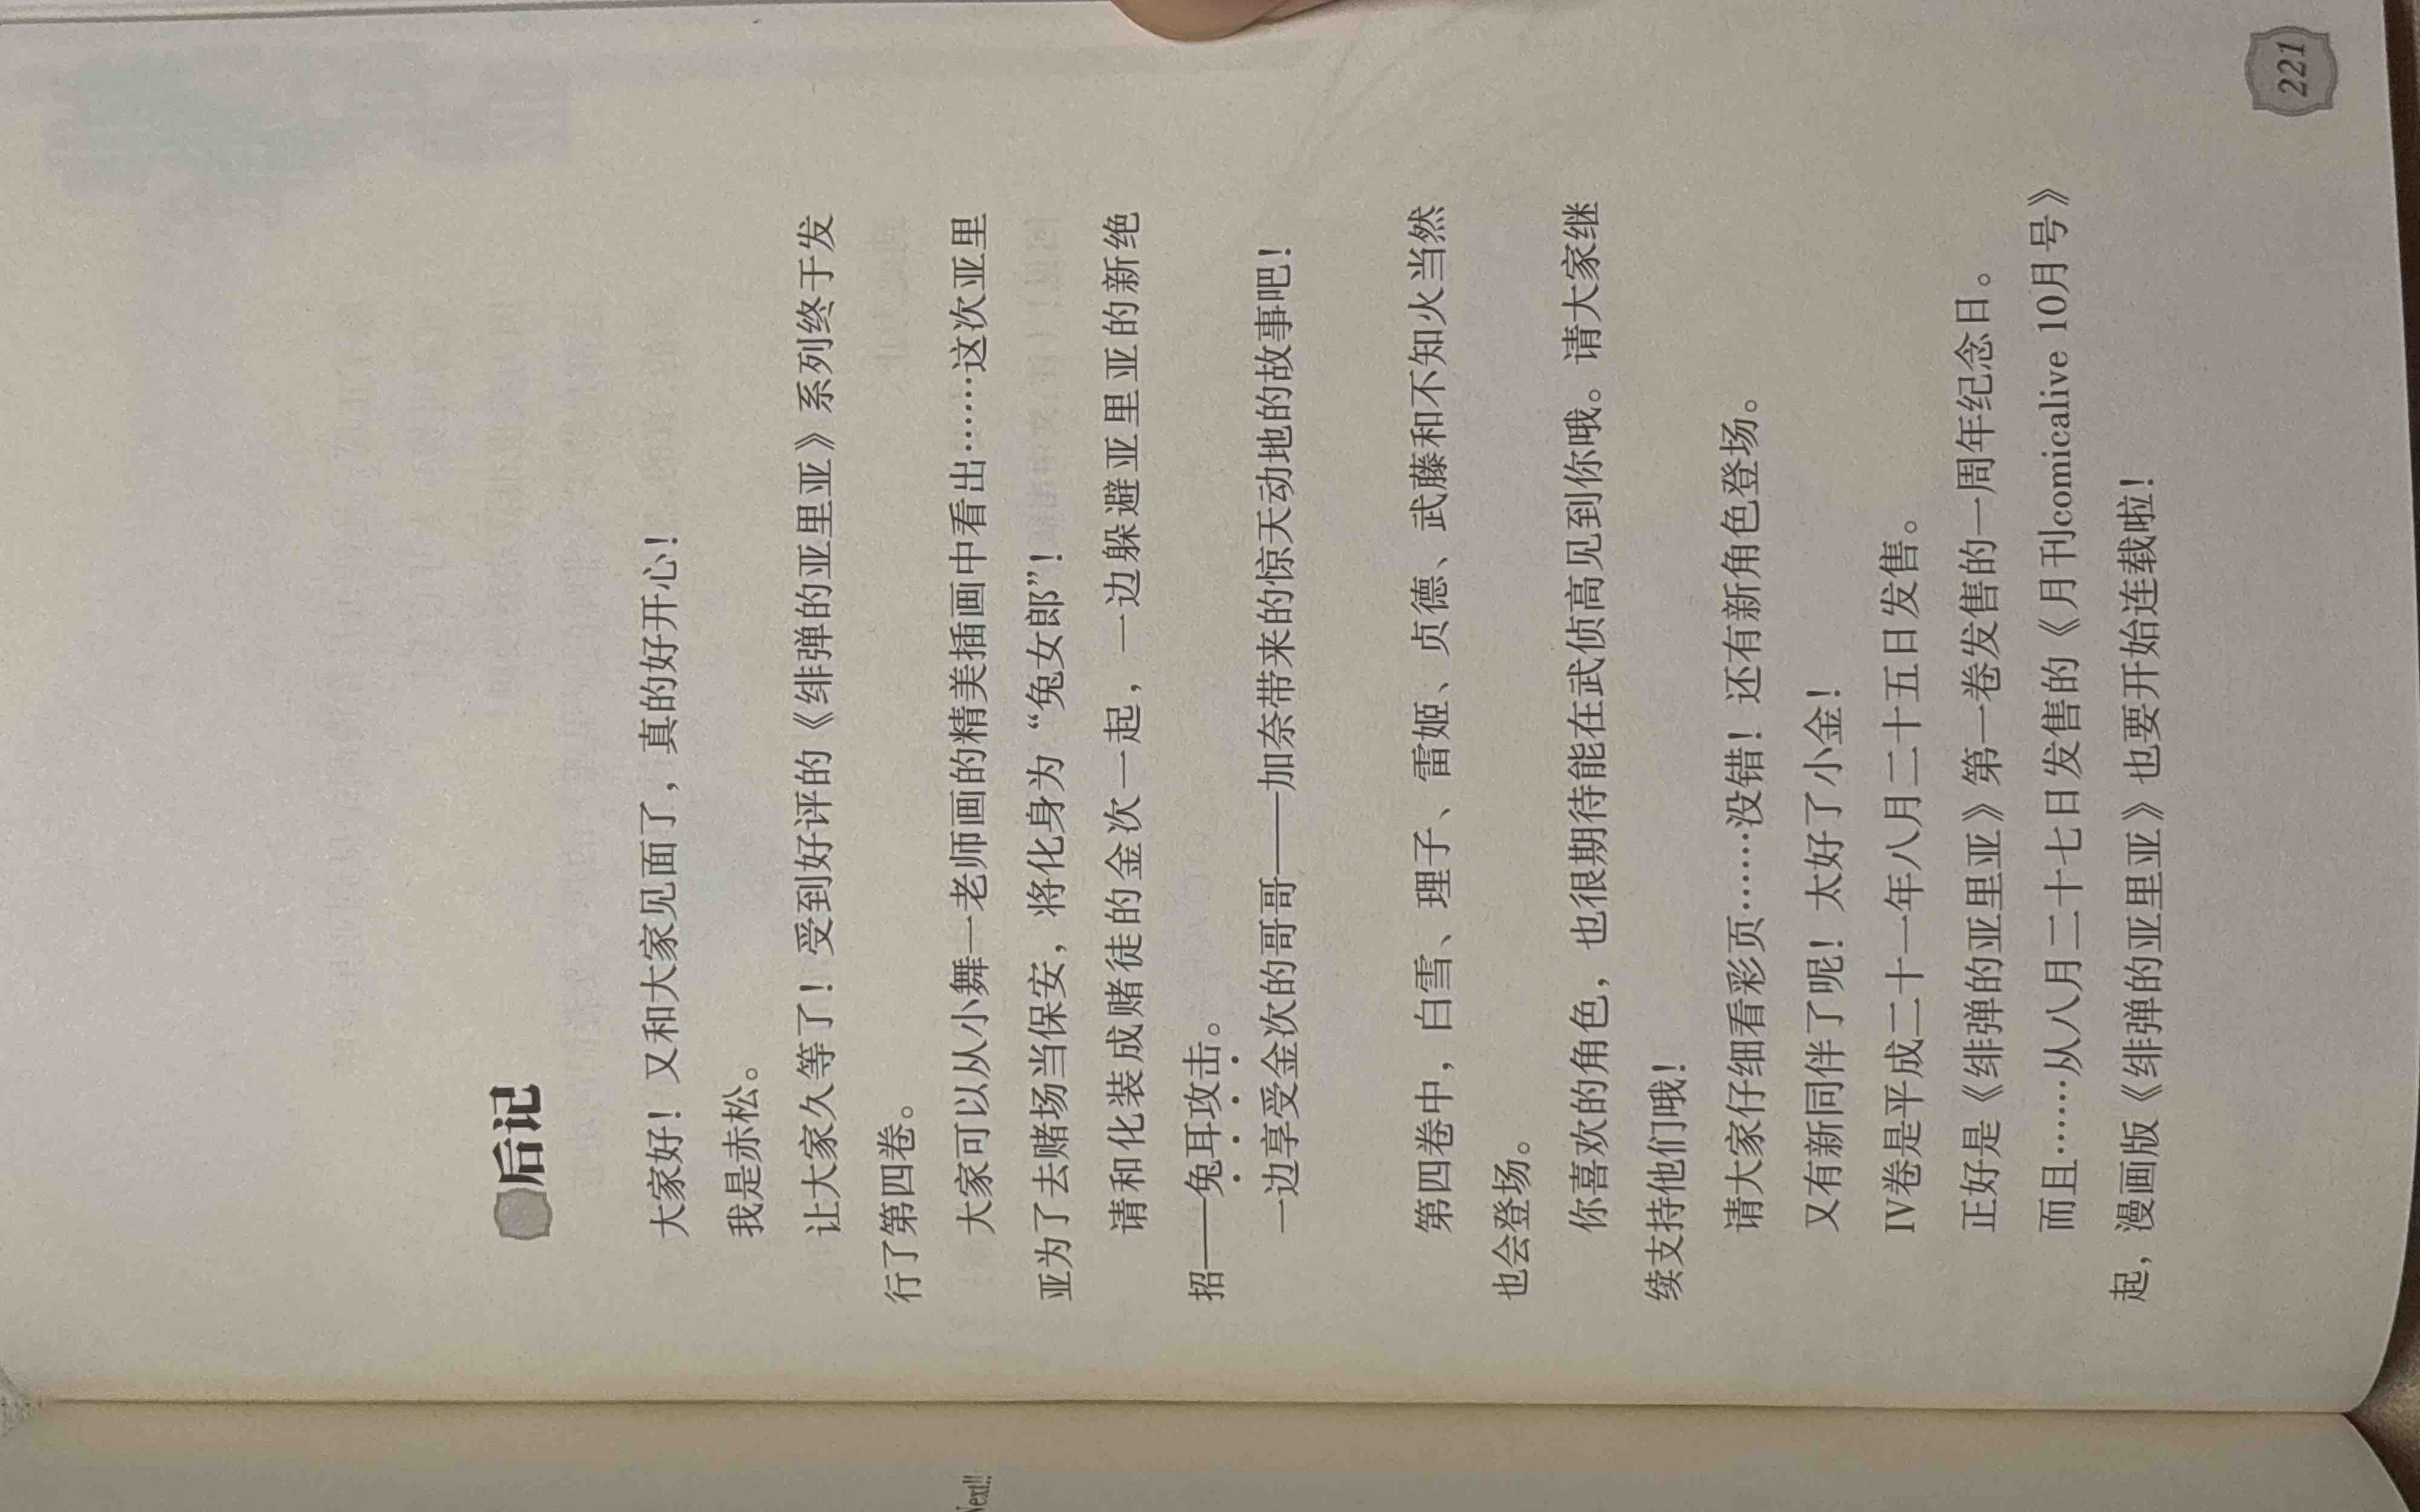 Next!!
后记
大家好！又和大家见面了，真的好开心！
我是赤松。
让大家久等了！受到好评的《绯弹的亚里亚》系列终于发
行了第四卷。
大家可以从小舞一老师画的精美插画中看出……这次亚里
亚为了去赌场当保安，将化身为“兔女郎”！
请和化装成赌徒的金次一起，一边躲避亚里亚的新绝
招——兔耳攻击。
一边享受金次的哥哥——加奈带来的惊天动地的故事吧！
第四卷中，白雪、理子、雷姬、贞德、武藤和不知火当然
也会登场。
你喜欢的角色，也很期待能在武侦高见到你哦。请大家继
续支持他们哦！
请大家仔细看彩页……没错！还有新角色登场。
又有新同伴了呢！太好了小金！
IV卷是平成二十一年八月二十五日发售。
正好是《绯弹的亚里亚》第一卷发售的一周年纪念日。
而且……从八月二十七日发售的《月刊comicalive 10月号》
起，漫画版《绯弹的亚里亚》也要开始连载啦！
221